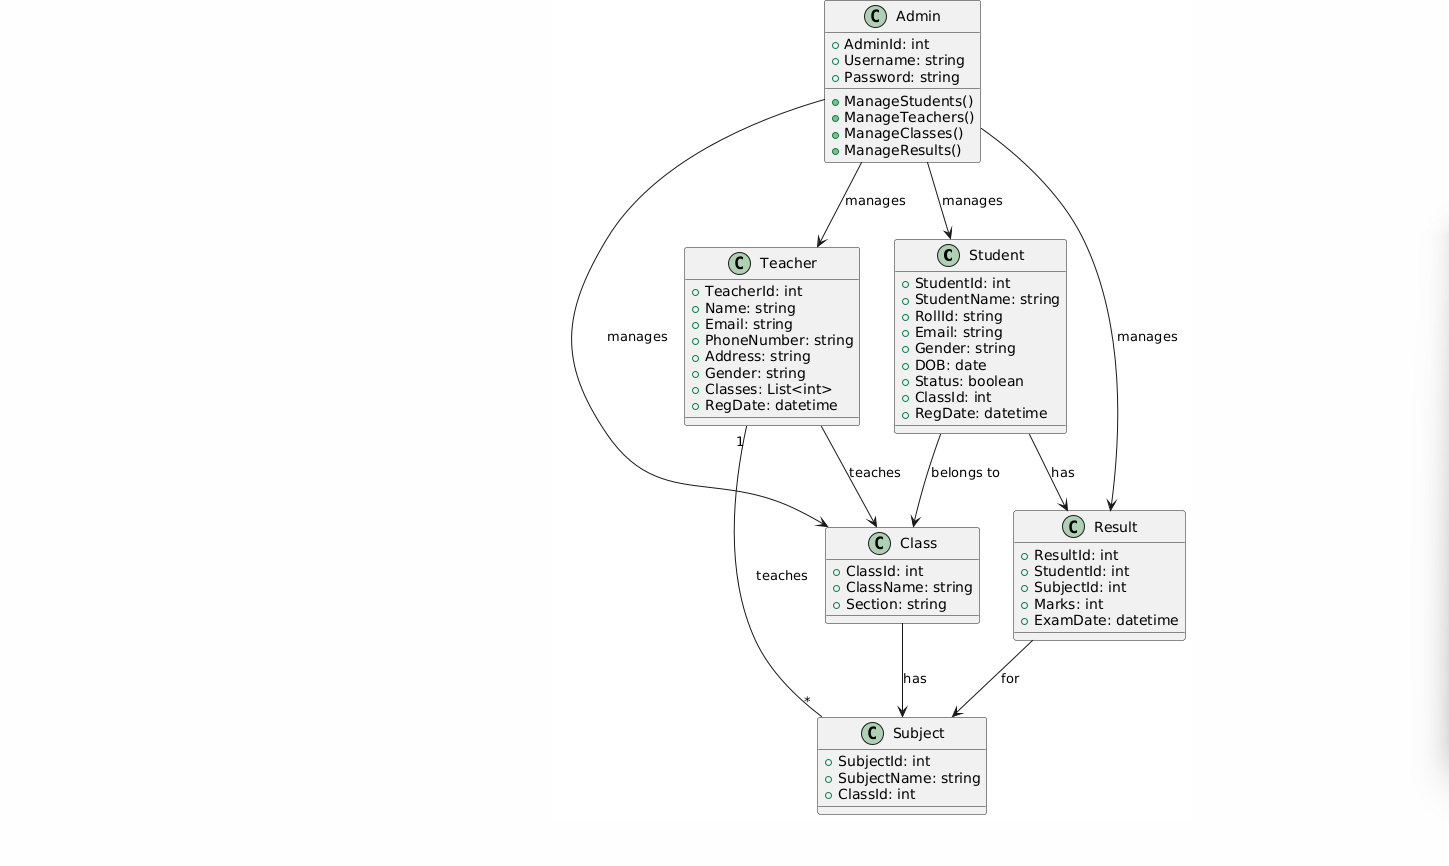 C Admin
AdminId: int
Username: string
Password: string
ManageStudents()
ManageTeachers()
ManageClasses()
ManageResults()
manages
manages
C Teacher
TeacherId: int
Name: string
Email: string
PhoneNumber: string
Address: string
Gender: string
Classes: List<int>
RegDate: datetime
C Student
StudentId: int
StudentName: string
RollId: string
Email: string
Gender: string
DOB: date
Status: boolean
ClassId: int
RegDate: datetime
manages
manages
1
teaches
belongs to
has
C Class
ClassId: int
ClassName: string
Section: string
C Result
ResultId: int
StudentId: int
SubjectId: int
Marks: int
ExamDate: datetime
teaches
has
for
*
C Subject
SubjectId: int
SubjectName: string
ClassId: int